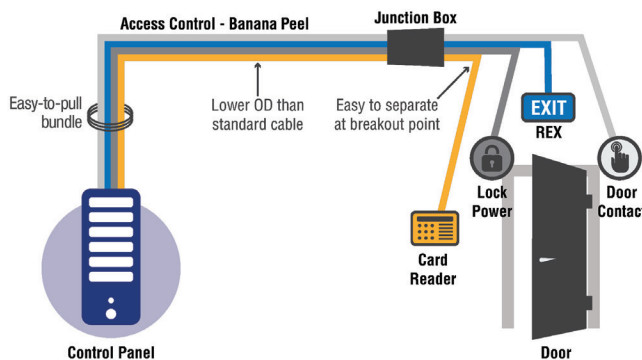 Access Control - Banana Peel
Junction Box
Easy-to-pull
bundle
Lower OD than
standard cable
Easy to separate
at breakout point
EXIT
REX
Lock
Power
Door
Contact
Card
Reader
Control Panel
Door